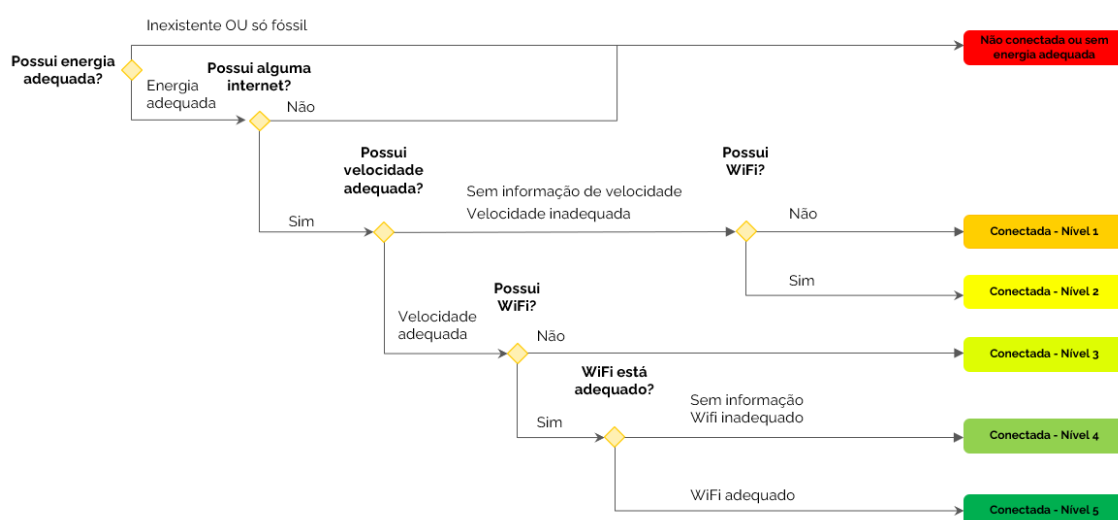 Inexistente OU só fóssil
Não conectada ou sem
energia adequada
Possui energia
adequada?
Possui alguma
internet?
Energia
adequada
Não
Possui
velocidade
adequada?
Possui
WiFi?
Sem informação de velocidade
Velocidade inadequada
Não
Sim
Conectada - Nível 1
Sim
Conectada - Nível 2
Possui
WiFi?
Velocidade
adequada
Não
Conectada - Nível 3
WiFi está
adequado?
Sem informação
Wifi inadequado
Sim
Conectada - Nível 4
WiFi adequado
Conectada - Nível 5